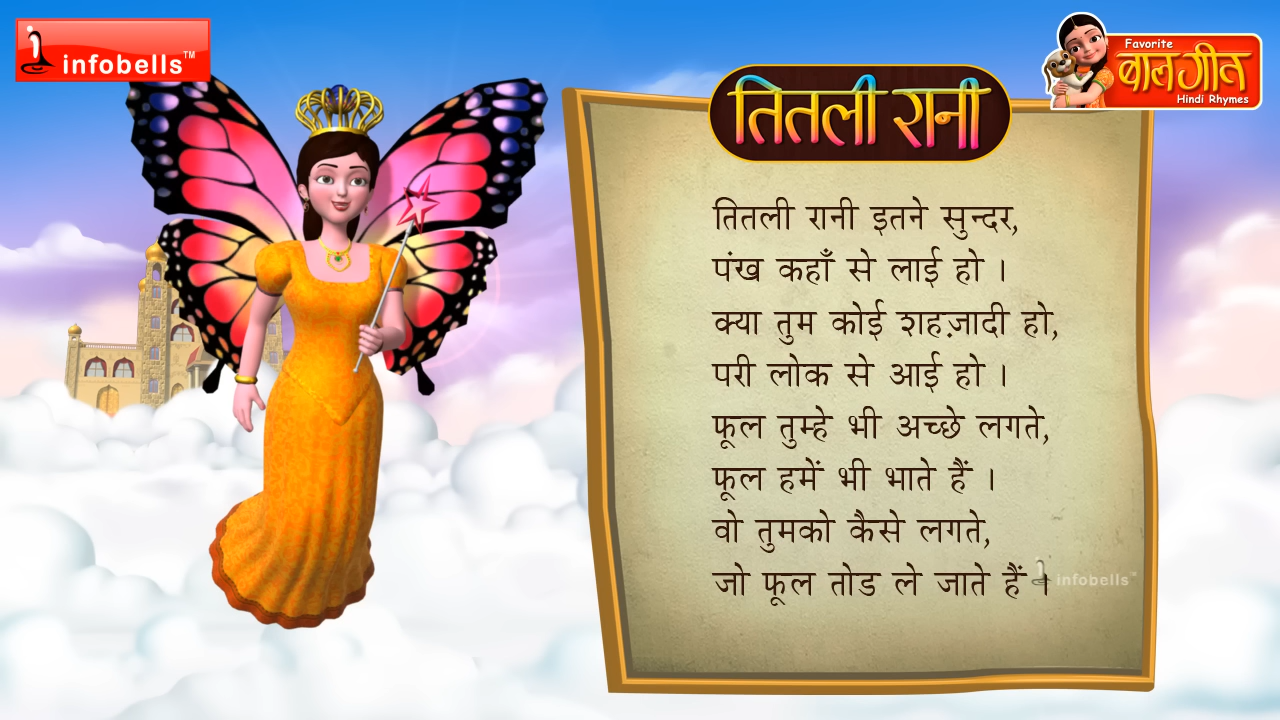 infobells™
Favorite
बालगीत
Hindi Rhymes
तितली रानी
तितली रानी इतने सुन्दर,
पंख कहाँ से लाई हो ।
क्या तुम कोई शहज़ादी हो,
परी लोक से आई हो ।
फूल तुम्हे भी अच्छे लगते,
फूल हमें भी भाते हैं ।
वो तुमको कैसे लगते,
जो फूल तोड ले जाते हैं ।
infobells™